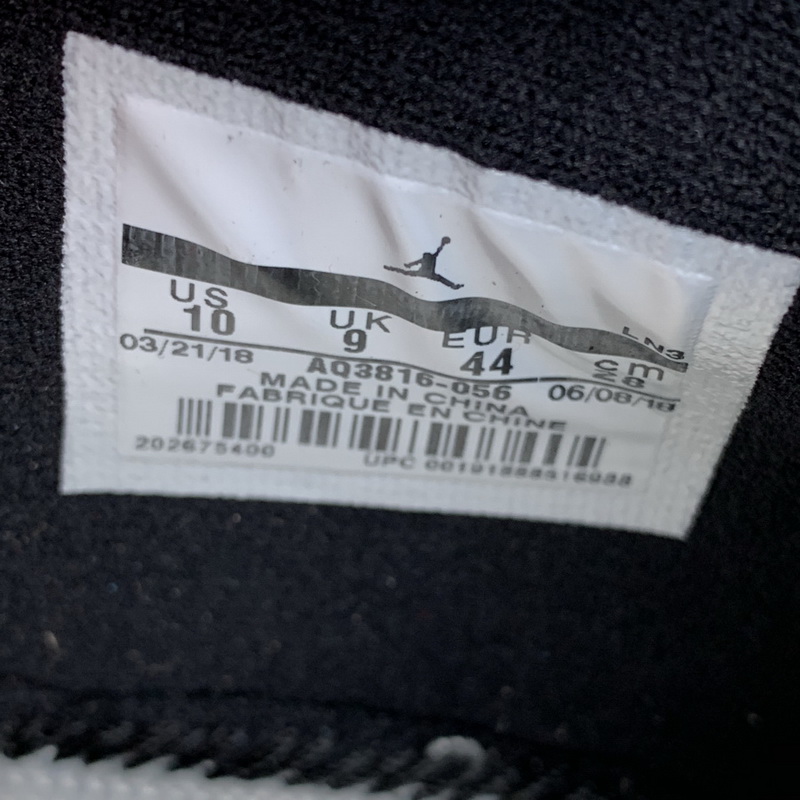 LN3
US UK EUR cm
10 9 44 28
03/21/18 AQ3816-056 06/08/18
MADE IN CHINA
FABRIQUE EN CHINE
202675400 UPC